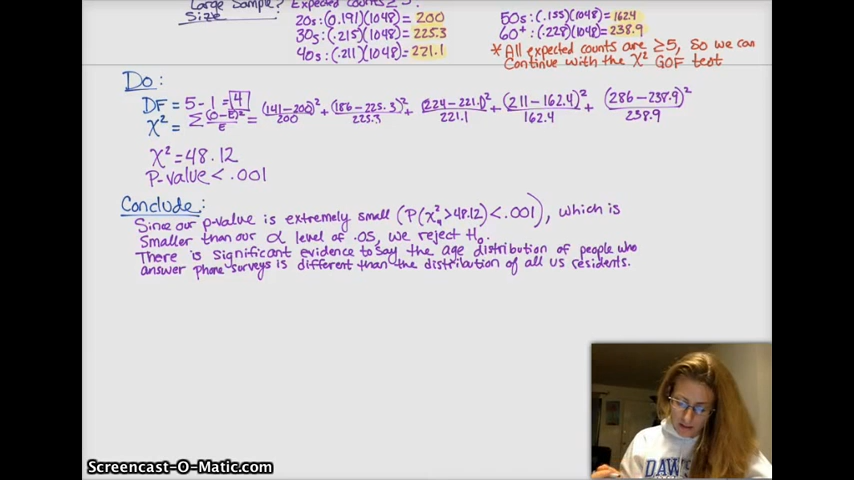 Large Sample? Expected counts ≥ 5:
Size
20s: (0.191)(1048) = 200
30s: (.215)(1048) = 225.3
40s: (.211)(1048) = 221.1
50s: (.155)(1048) = 162.4
60+: (.228)(1048) = 238.9
* All expected counts are ≥5, So we can
Continue with the χ² GOF test
Do:
DF = 5 - 1 = 4
χ² = Σ (O-E)²/E = (141-200)²/200 + (186-225.3)²/225.3 + (224-221.1)²/221.1 + (211-162.4)²/162.4 + (286-238.9)²/238.9
χ² = 48.12
P-value < .001
Conclude:
Since our p-value is extremely small (P(χ²₄ > 48.12) < .001), which is
Smaller than our α level of .05, we reject H₀.
There is significant evidence to say the age distribution of people who
answer phone surveys is different than the distribution of all US residents.
DAW
Screencast-O-Matic.com